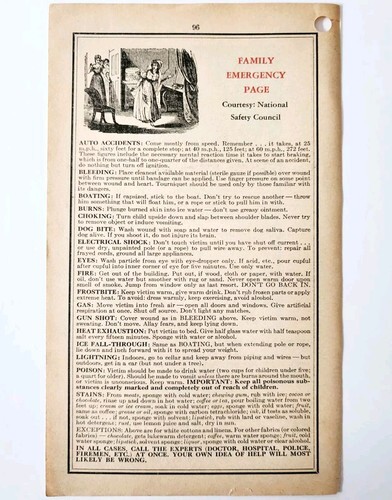 96
FAMILY
EMERGENCY
PAGE
Courtesy: National
Safety Council
AUTO ACCIDENTS: Come mostly from speed. Remember . . . it takes, at 25
m.p.h., sixty feet for a complete stop; at 40 m.p.h., 125 feet; at 60 m.p.h., 272 feet.
These figures include the necessary mental reaction time it takes to start braking,
which is from one-half to one-quarter of the distances given. At scene of an accident,
do nothing but turn off ignition.
BLEEDING: Place cleanest available material (sterile gauze if possible) over wound
with firm pressure until bandage can be applied. Use finger pressure on some point
between wound and heart. Tourniquet should be used only by those familiar with
its dangers.
BOATING: If capsized, stick to the boat. Don't try to rescue another — throw
him something that will float him, or a rope or stick to pull him in with.
BURNS: Plunge burned skin into ice water — don't use greasy ointments.
CHOKING: Turn child upside down and slap between shoulder blades. Never try
to remove object or induce vomiting.
DOG BITE: Wash wound with soap and water to remove dog saliva. Capture
dog alive. If you shoot it, do not injure its brain.
ELECTRICAL SHOCK: Don't touch victim until you have shut off current . . .
or use dry, unpainted pole (or a rope) to pull wire away. To prevent: repair all
frayed cords, ground all large appliances.
EYES: Wash particle from eye with eye-dropper only. If acid, etc., pour cupful
after cupful into inner corner of eye for five minutes. Use only water.
FIRE: Get out of the building. Put out, if wood, cloth or paper, with water. If
oil, don't use water but smother with rug or sand. Never open warm door; you
smell of smoke. Jump from window only as last resort. DON'T GO BACK IN.
FROSTBITE: Keep victim warm, give warm drink. Don't rub frozen parts or apply
extreme heat. To avoid: dress warmly, keep exercising, avoid alcohol.
GAS: Move victim into fresh air — open all doors and windows. Give artificial
respiration at once. Shut off source. Don't light any matches.
GUN SHOT: Cover wound as in BLEEDING above. Keep victim warm, not
sweating. Don't move. Allay fears, and keep lying down.
HEAT EXHAUSTION: Put victim to bed. Give half glass water with half teaspoon
salt every fifteen minutes. Sponge with water or alcohol.
ICE FALL-THROUGH: Same as BOATING, but when extending pole or rope,
lie down and inch forward with it to spread your weight.
LIGHTNING: Indoors, go to cellar and keep away from piping and wires — but
outdoors, get in a car (but not under a tree).
POISON: Victim should be made to drink water (two cups for children under five;
a quart for older). Should be made to vomit unless there are burns around the mouth,
or victim is unconscious. Keep warm. IMPORTANT: Keep all poisonous sub-
stances clearly marked and completely out of reach of children.
STAINS: From meats, sponge with cold water; chewing gum, rub with ice; cocoa or
chocolate, rinse up and down in hot water; coffee or ice, pour boiling water from two
feet up; cream or ice cream, soak in cold water; eggs, sponge with cold water; fruit,
same as coffee; grease or oil, sponge with carbon tetrachloride; ink, if tests as soluble,
soak out . . . if not, sponge with solvent; lipstick, rub with lard or vaseline, wash in
hot detergents; rust, use lemon juice and salt, dry in sun.
EXCEPTIONS: Above are for white cottons and linens. For other fabrics (or colored
fabrics) — chocolate, gets lukewarm detergent; coffee, warm water sponge; fruit, cold
water sponge; lipstick, solvent sponge; liquor, sponge with cold water or clear alcohol.
IN ALL CASES, CALL THE EXPERTS (DOCTOR, HOSPITAL, POLICE,
FIREMEN, ETC.) AT ONCE. YOUR OWN IDEA OF HELP WILL MOST
LIKELY BE WRONG.